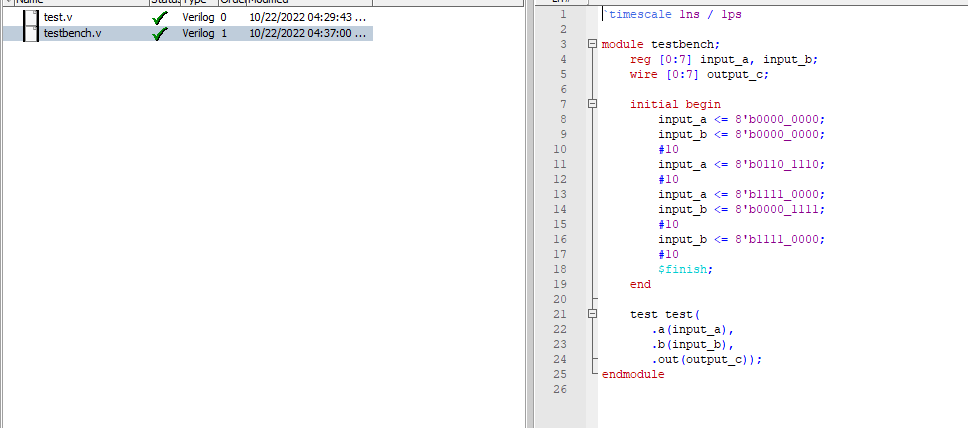 Name Status Type Order Modified
test.v Verilog 0 10/22/2022 04:29:43 ...
testbench.v Verilog 1 10/22/2022 04:37:00 ...
Ln#
1 `timescale 1ns / 1ps
2
3 module testbench;
4 reg [0:7] input_a, input_b;
5 wire [0:7] output_c;
6
7 initial begin
8 input_a <= 8'b0000_0000;
9 input_b <= 8'b0000_0000;
10 #10
11 input_a <= 8'b0110_1110;
12 #10
13 input_a <= 8'b1111_0000;
14 input_b <= 8'b0000_1111;
15 #10
16 input_b <= 8'b1111_0000;
17 #10
18 $finish;
19 end
20
21 test test(
22 .a(input_a),
23 .b(input_b),
24 .out(output_c));
25 endmodule
26